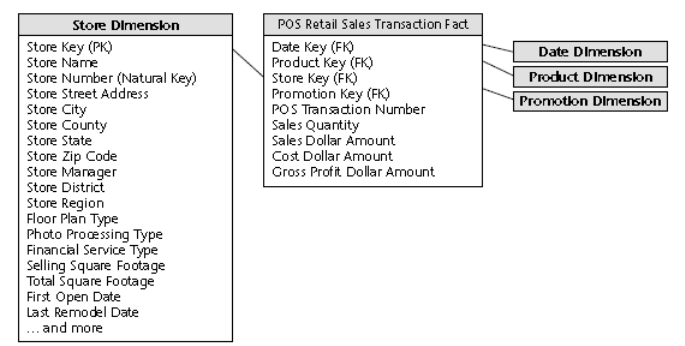 Store Dimension
Store Key (PK)
Store Name
Store Number (Natural Key)
Store Street Address
Store City
Store County
Store State
Store Zip Code
Store Manager
Store District
Store Region
Floor Plan Type
Photo Processing Type
Financial Service Type
Selling Square Footage
Total Square Footage
First Open Date
Last Remodel Date
... and more
POS Retail Sales Transaction Fact
Date Key (FK)
Product Key (FK)
Store Key (FK)
Promotion Key (FK)
POS Transaction Number
Sales Quantity
Sales Dollar Amount
Cost Dollar Amount
Gross Profit Dollar Amount
Date Dimension
Product Dimension
Promotion Dimension